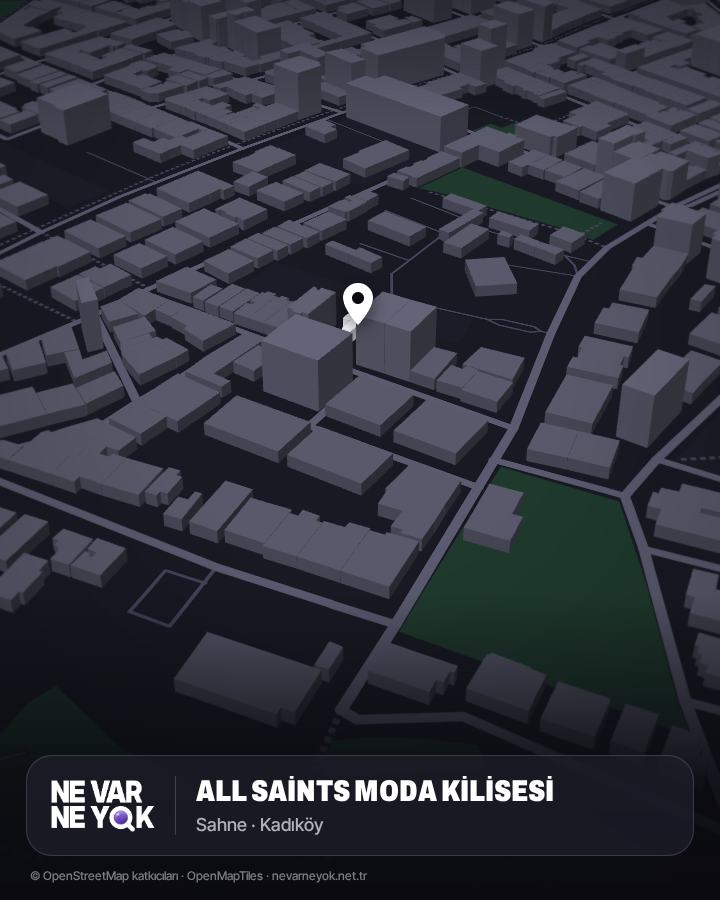 NE VAR
NE YOK
ALL SAİNTS MODA KİLİSESİ
Sahne · Kadıköy
© OpenStreetMap katkıcıları · OpenMapTiles · nevarneyok.net.tr